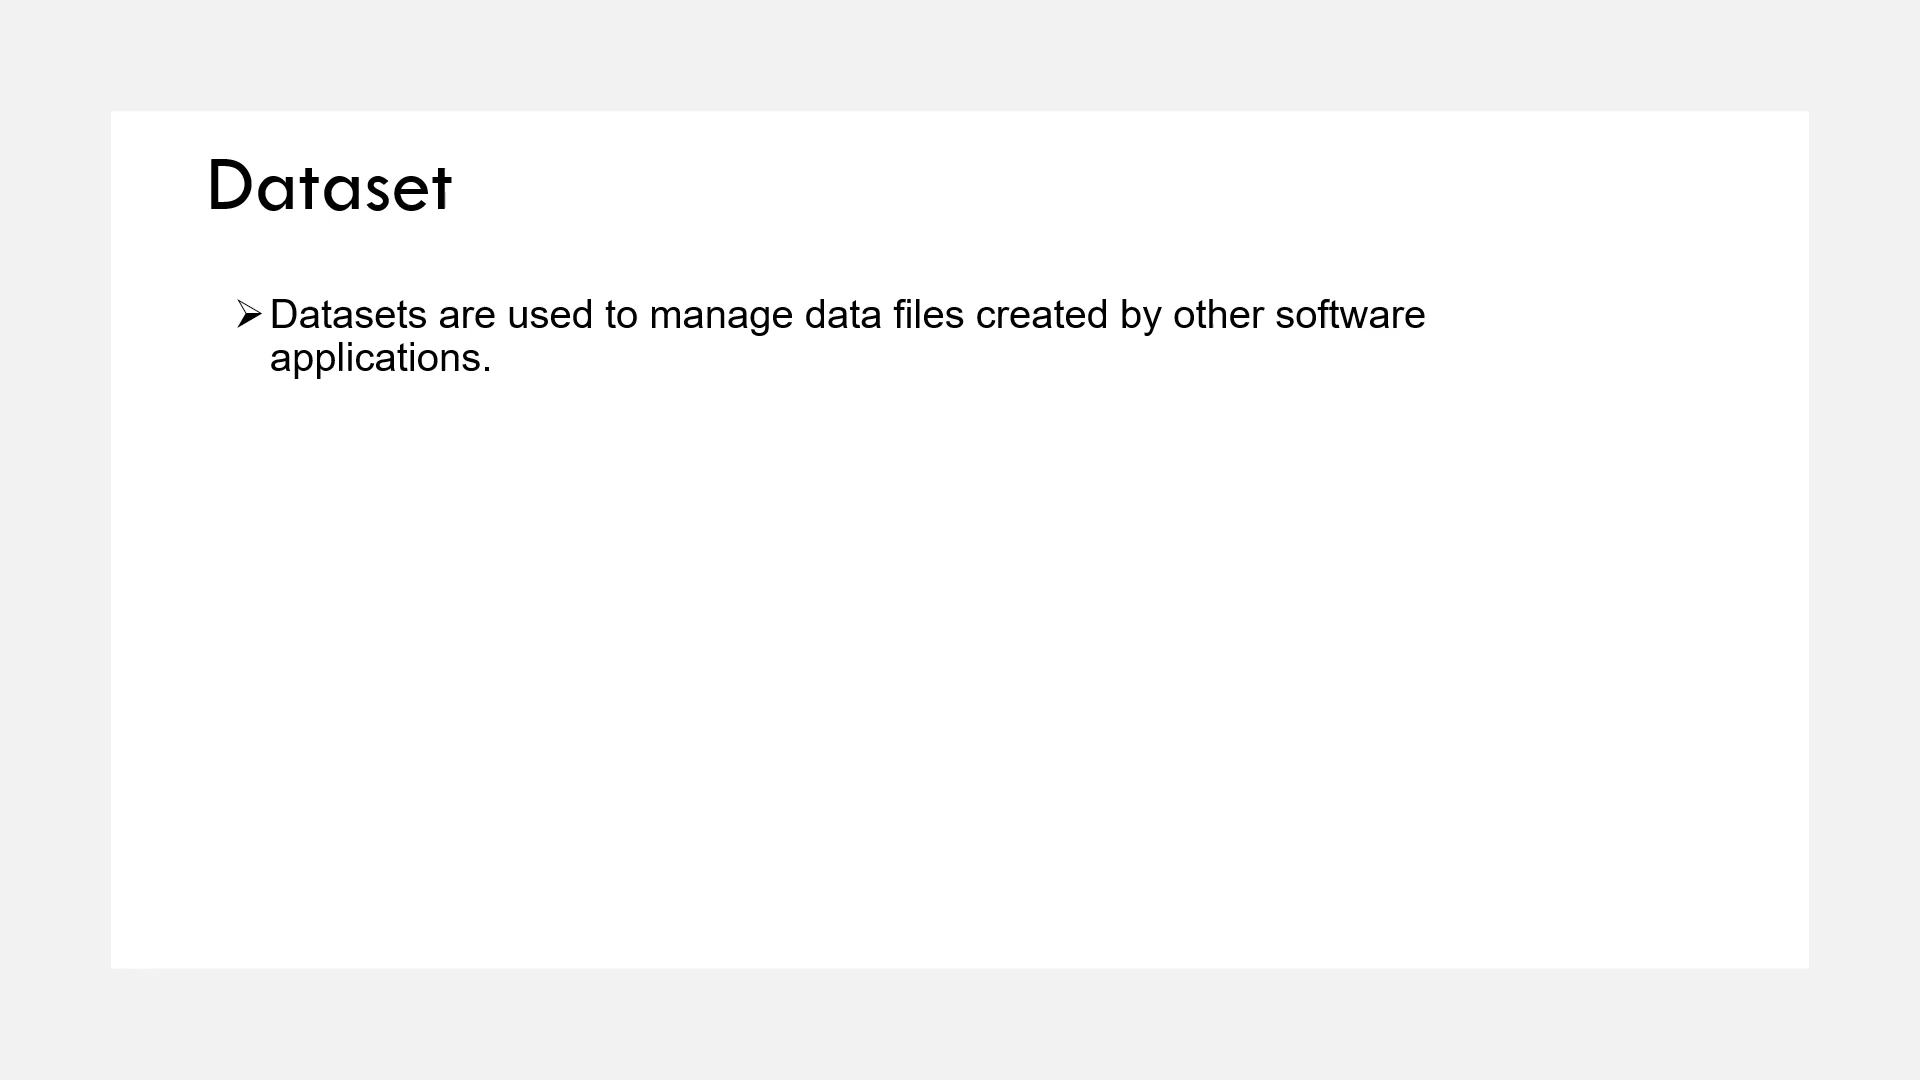 Dataset
➢ Datasets are used to manage data files created by other software
applications.